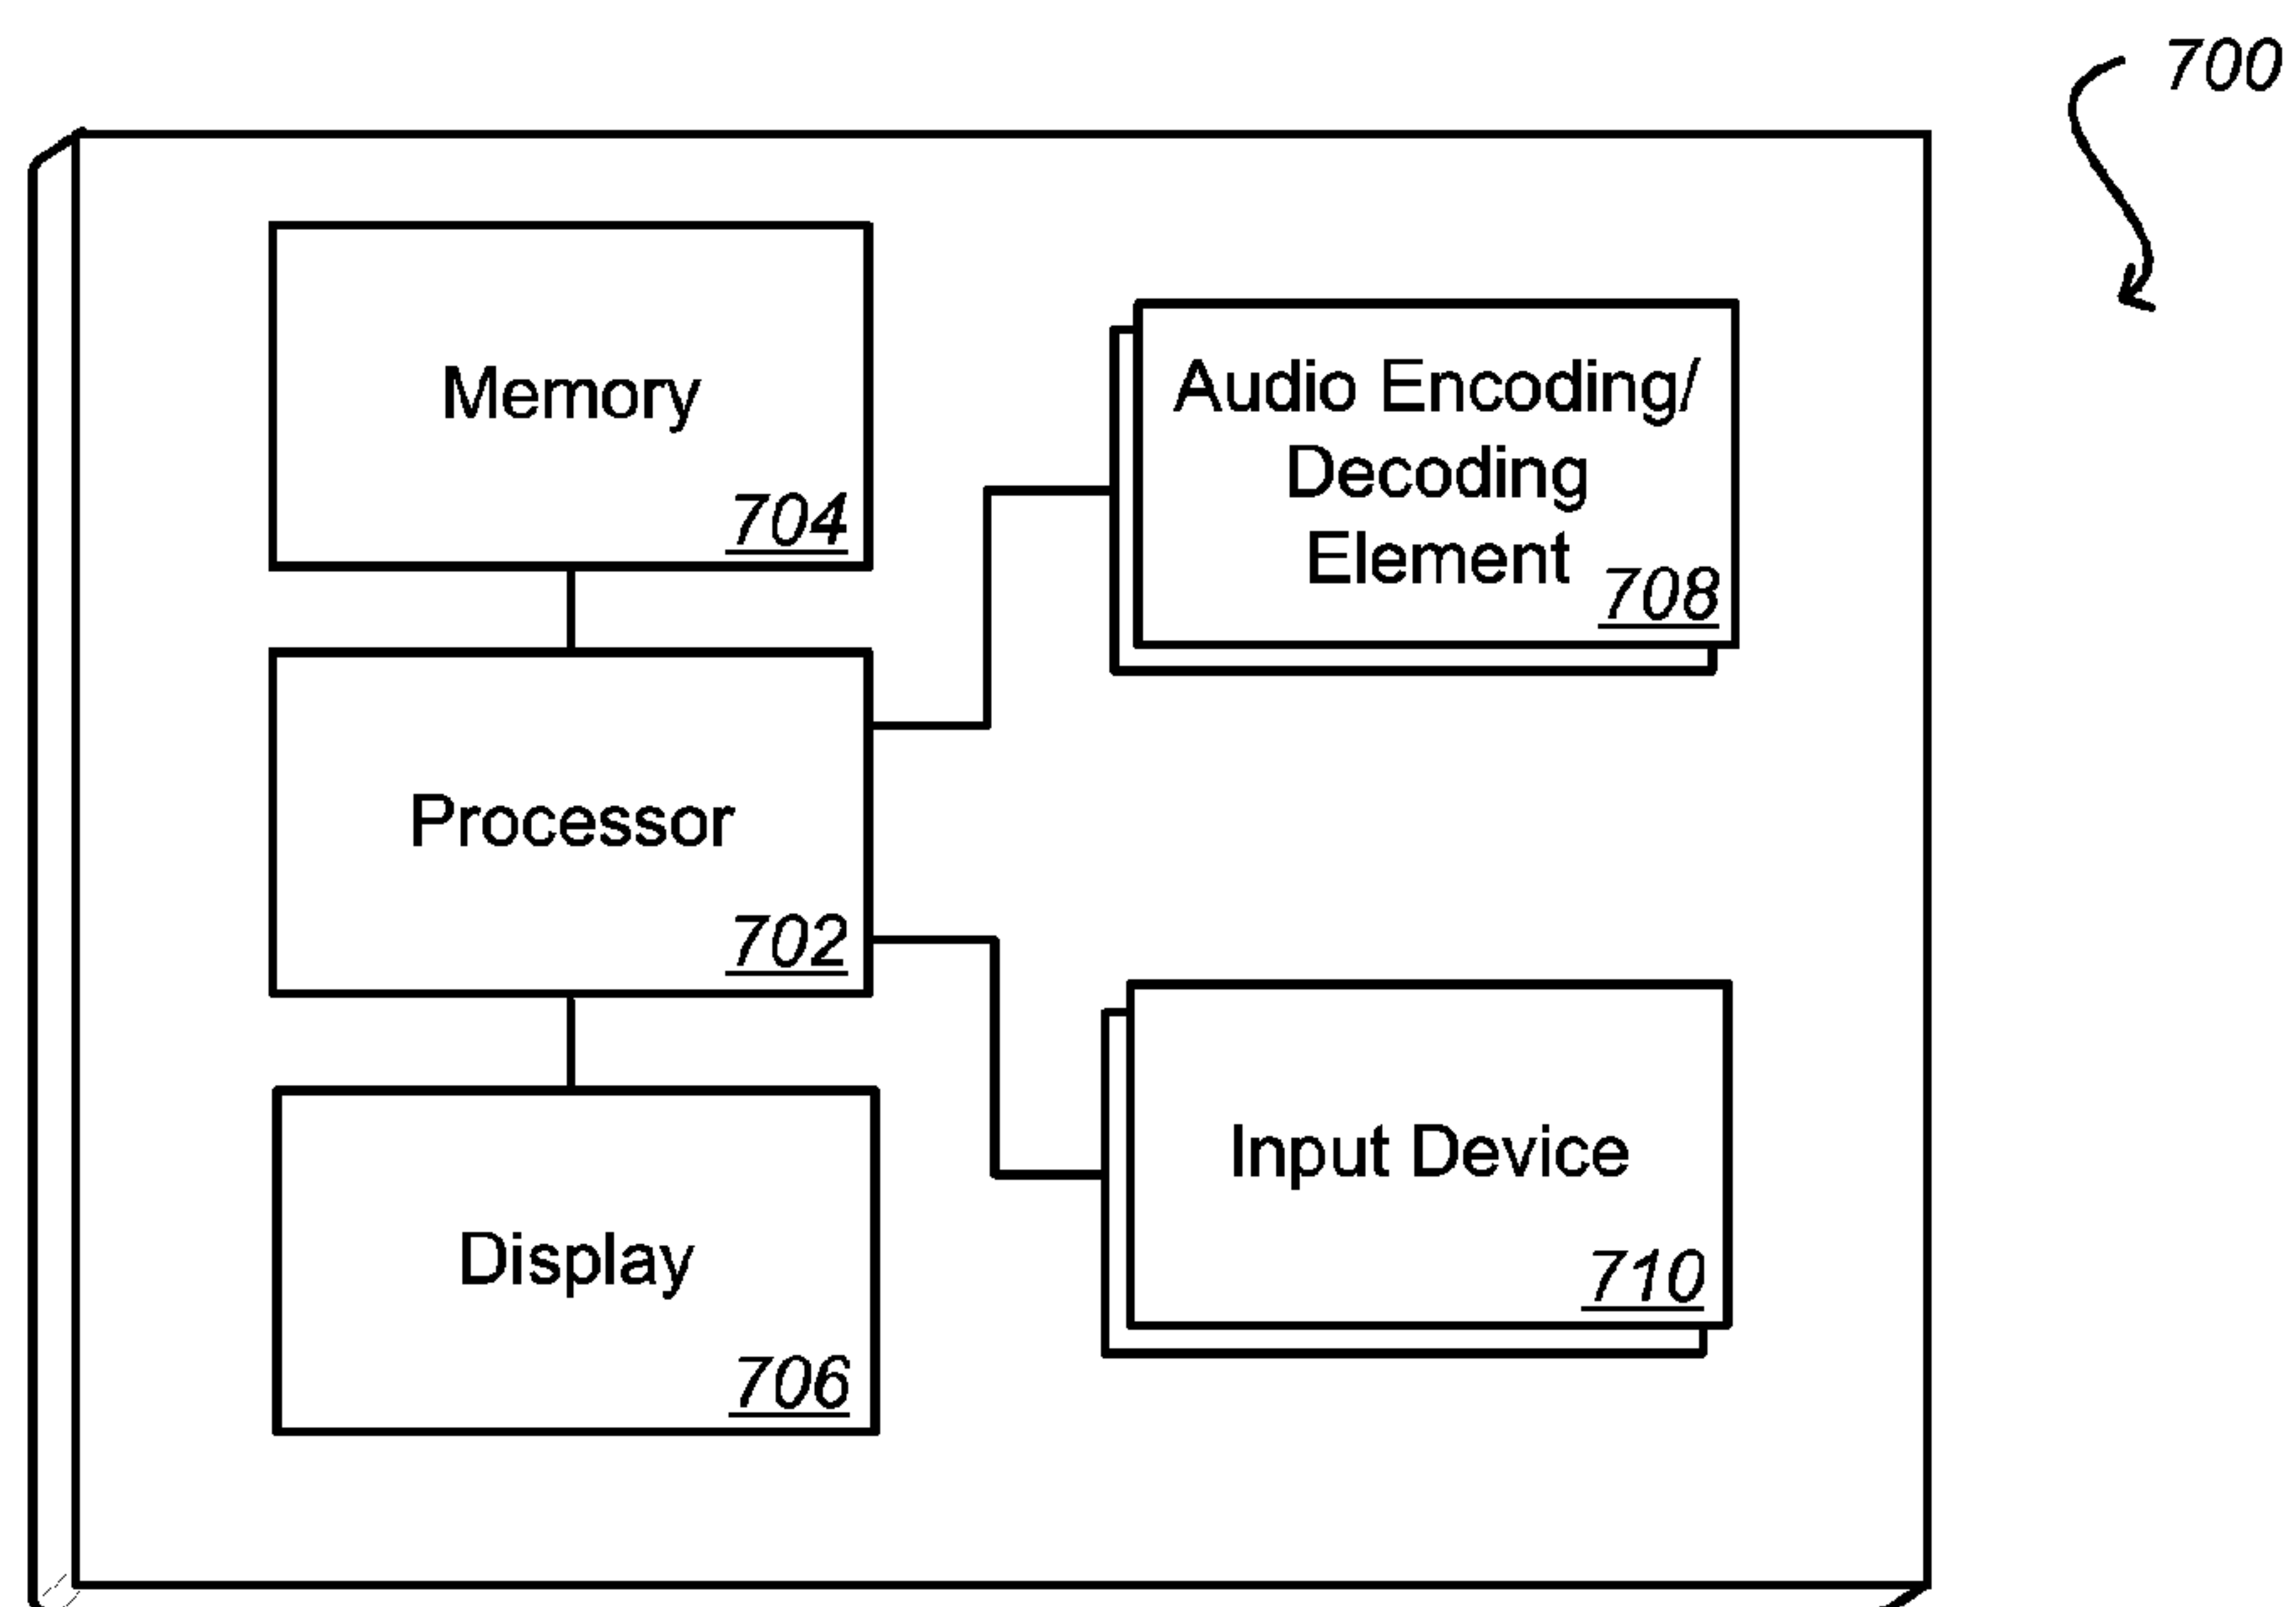 700
Memory
704
Audio Encoding/
Decoding
Element
708
Processor
702
Input Device
710
Display
706